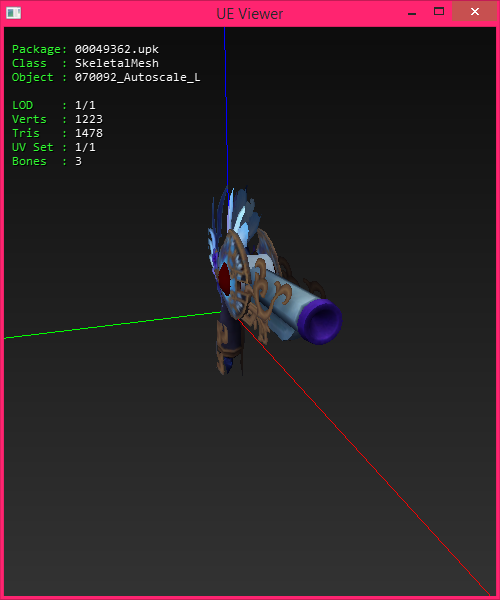 UE Viewer
Package: 00049362.upk
Class : SkeletalMesh
Object : 070092_Autoscale_L
LOD : 1/1
Verts : 1223
Tris : 1478
UV Set : 1/1
Bones : 3